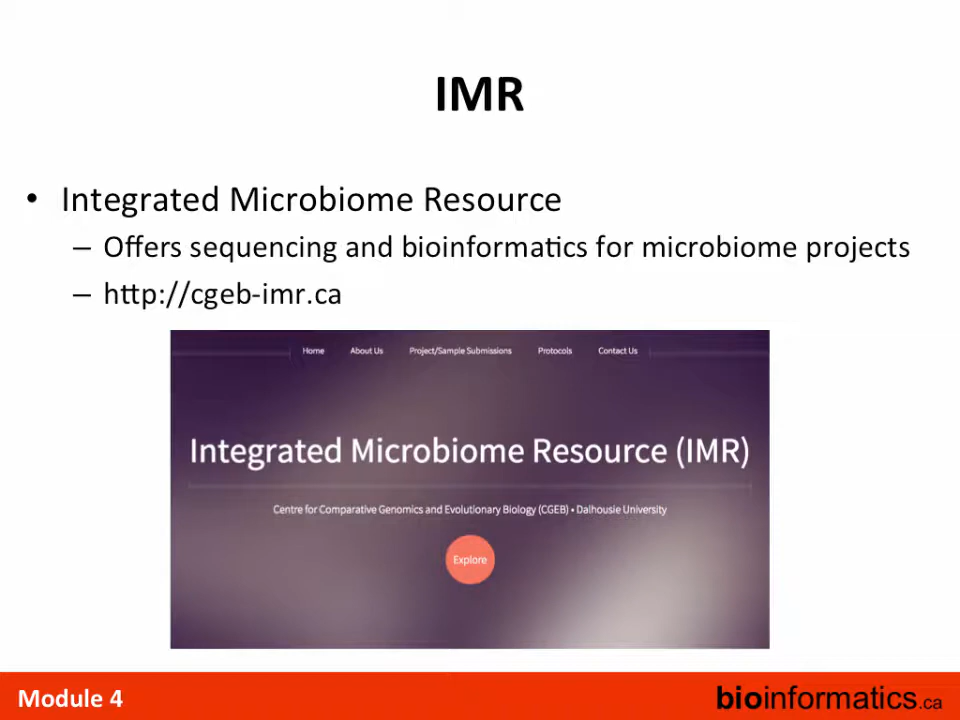 IMR
• Integrated Microbiome Resource
– Offers sequencing and bioinformatics for microbiome projects
– http://cgeb-imr.ca
Home About Us Project/Sample Submissions Protocols Contact Us
Integrated Microbiome Resource (IMR)
Centre for Comparative Genomics and Evolutionary Biology (CGEB) • Dalhousie University
Explore
Module 4
bioinformatics.ca